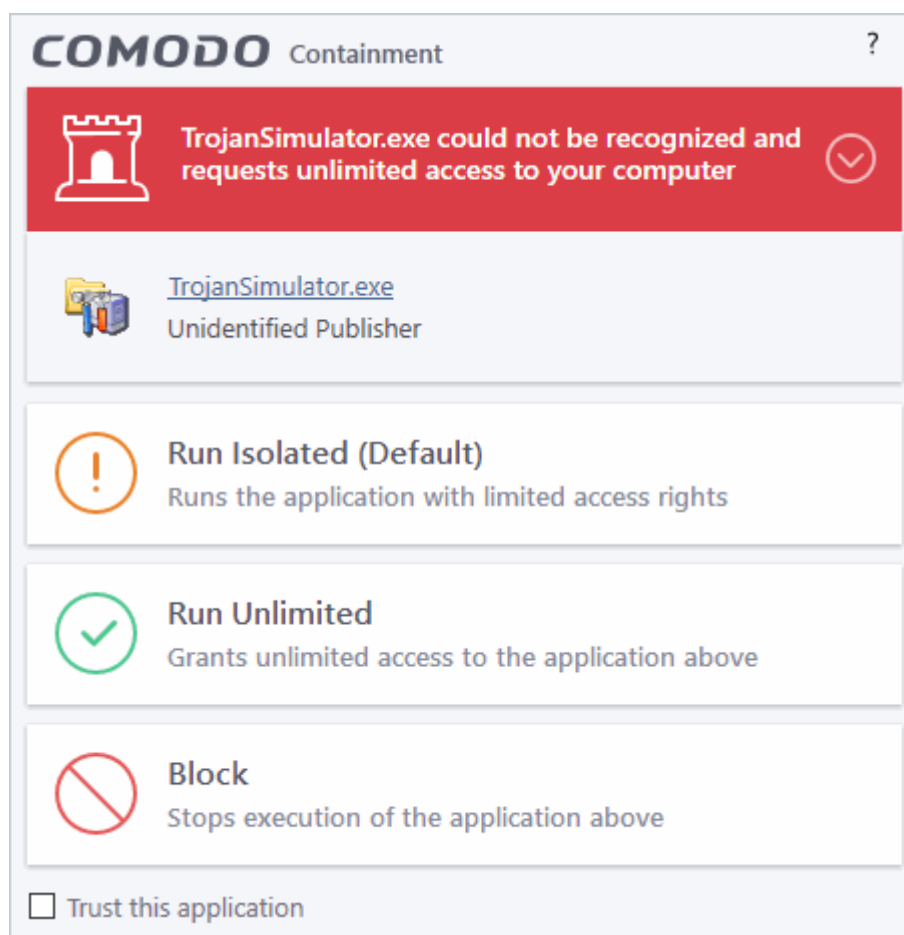 COMODO Containment ?
TrojanSimulator.exe could not be recognized and
requests unlimited access to your computer
TrojanSimulator.exe
Unidentified Publisher
Run Isolated (Default)
Runs the application with limited access rights
Run Unlimited
Grants unlimited access to the application above
Block
Stops execution of the application above
Trust this application